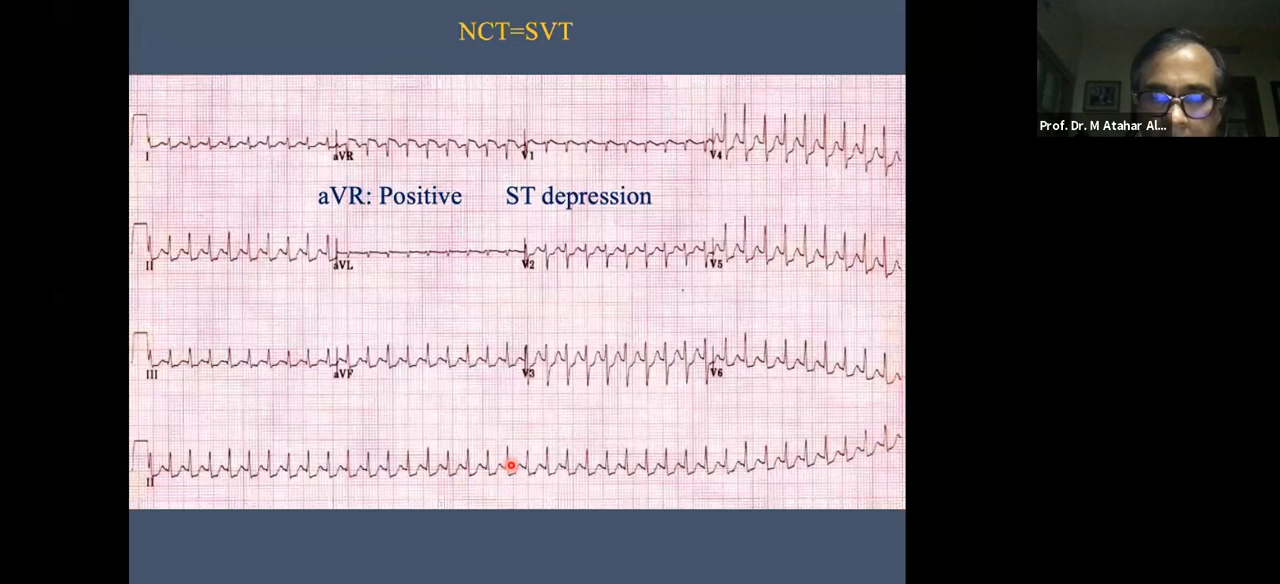 NCT=SVT
Prof. Dr. M Atahar Al...
I
aVR
V1
V4
aVR: Positive
ST depression
II
aVL
V2
V5
III
aVF
V3
V6
II